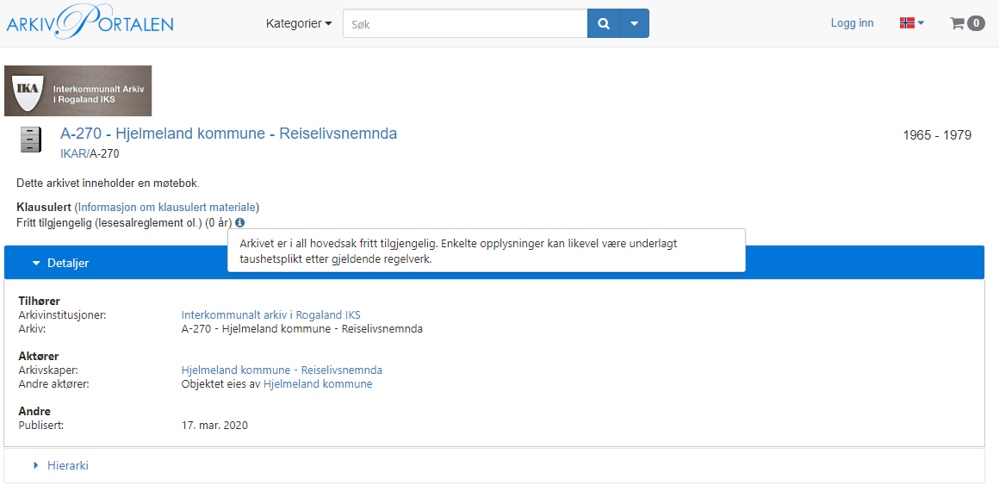 ARKIVPORTALEN
Kategorier
Søk
Logg inn
0
IKA
Interkommunalt Arkiv
i Rogaland IKS
A-270 - Hjelmeland kommune - Reiselivsnemnda
1965 - 1979
IKAR/A-270
Dette arkivet inneholder en møtebok.
Klausulert (Informasjon om klausulert materiale)
Fritt tilgjengelig (lesesalreglement ol.) (0 år)
Arkivet er i all hovedsak fritt tilgjengelig. Enkelte opplysninger kan likevel være underlagt
taushetsplikt etter gjeldende regelverk.
Detaljer
Tilhører
Arkivinstitusjoner: Interkommunalt arkiv i Rogaland IKS
Arkiv: A-270 - Hjelmeland kommune - Reiselivsnemnda
Aktører
Arkivskaper: Hjelmeland kommune - Reiselivsnemnda
Andre aktører: Objektet eies av Hjelmeland kommune
Andre
Publisert: 17. mar. 2020
Hierarki